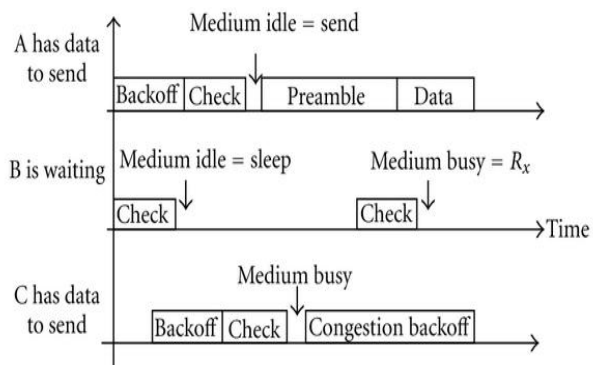 Medium idle = send
A has data
to send
Backoff Check Preamble Data
Medium idle = sleep Medium busy = Rx
B is waiting
Check Check
Time
Medium busy
C has data
to send
Backoff Check Congestion backoff